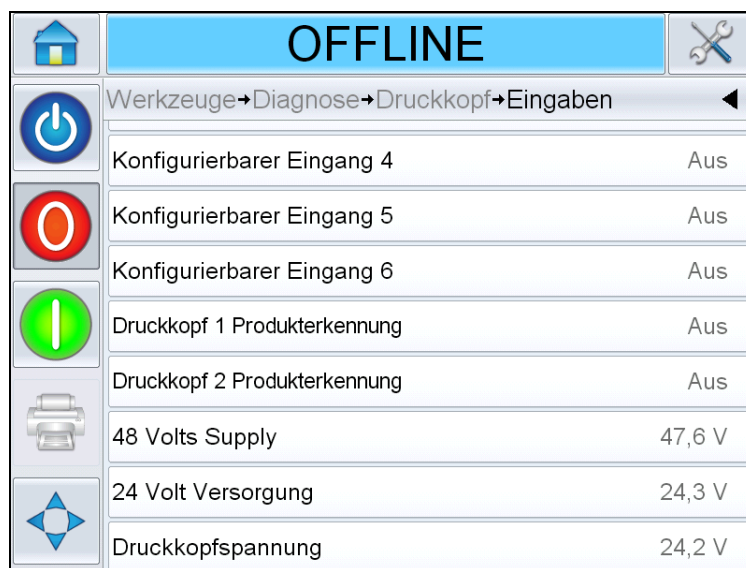 OFFLINE
Werkzeuge→Diagnose→Druckkopf→Eingaben
Konfigurierbarer Eingang 4 Aus
Konfigurierbarer Eingang 5 Aus
Konfigurierbarer Eingang 6 Aus
Druckkopf 1 Produkterkennung Aus
Druckkopf 2 Produkterkennung Aus
48 Volts Supply 47,6 V
24 Volt Versorgung 24,3 V
Druckkopfspannung 24,2 V